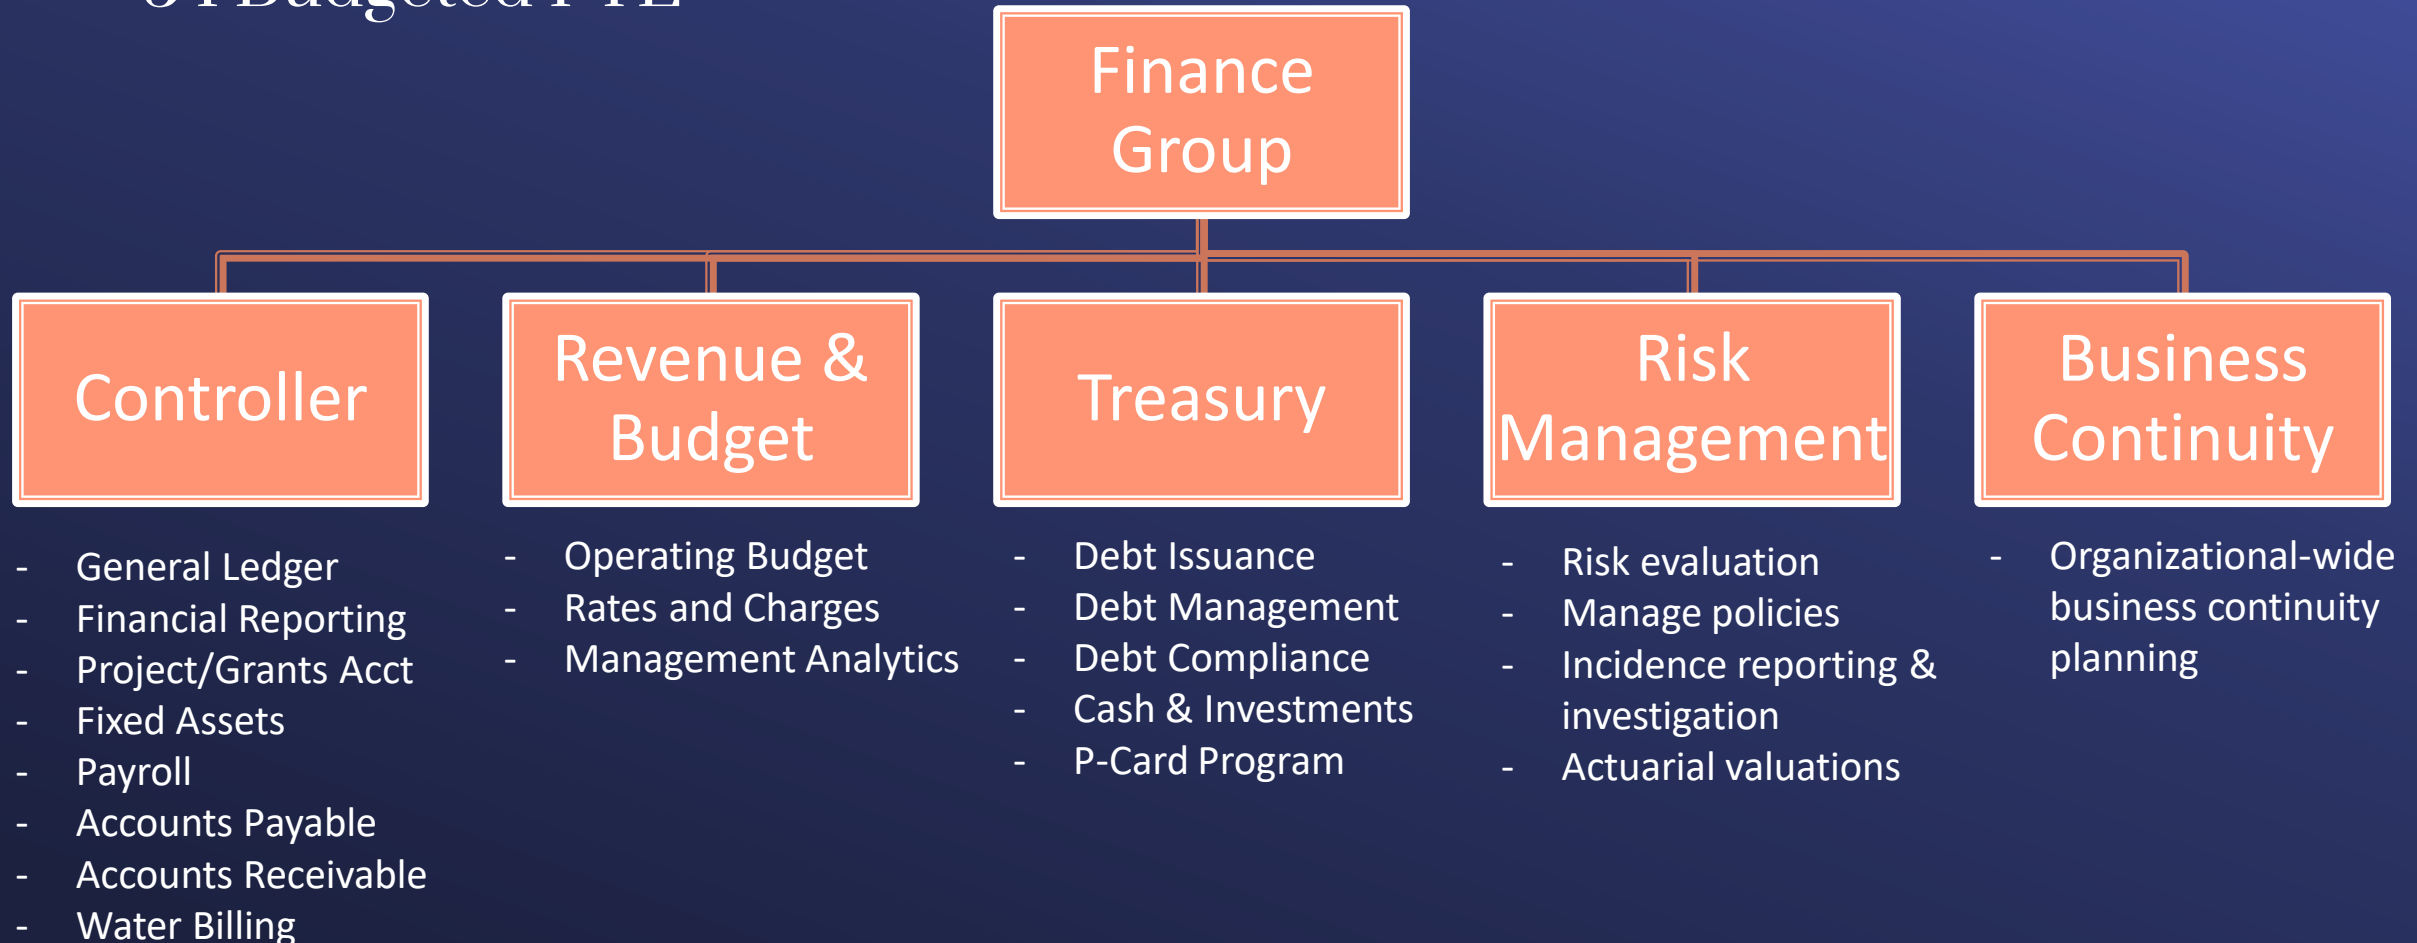 Budgeted FTE
Finance
Group
Controller
Revenue &
Budget
Treasury
Risk
Management
Business
Continuity
- General Ledger
- Financial Reporting
- Project/Grants Acct
- Fixed Assets
- Payroll
- Accounts Payable
- Accounts Receivable
- Water Billing
- Operating Budget
- Rates and Charges
- Management Analytics
- Debt Issuance
- Debt Management
- Debt Compliance
- Cash & Investments
- P-Card Program
- Risk evaluation
- Manage policies
- Incidence reporting &
investigation
- Actuarial valuations
- Organizational-wide
business continuity
planning